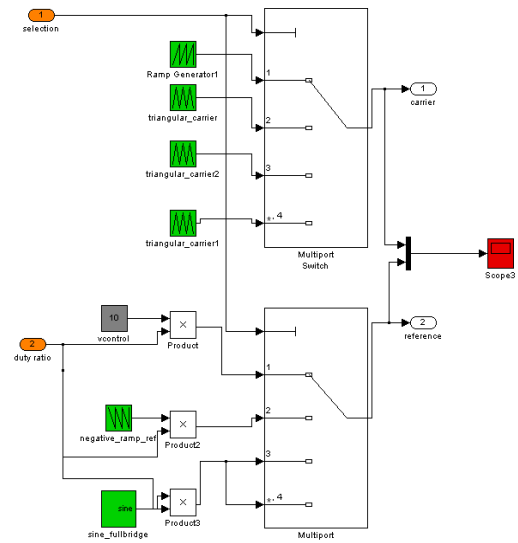 1
selection
Ramp Generator1
1
1
carrier
triangular_carrier
2
triangular_carrier2
3
triangular_carrier1
*, 4
Multiport
Switch
Scope3
10
vcontrol
×
Product
2
duty ratio
2
reference
1
negative_ramp_ref
×
Product2
2
3
sine
sine_fullbridge
×
Product3
*, 4
Multiport